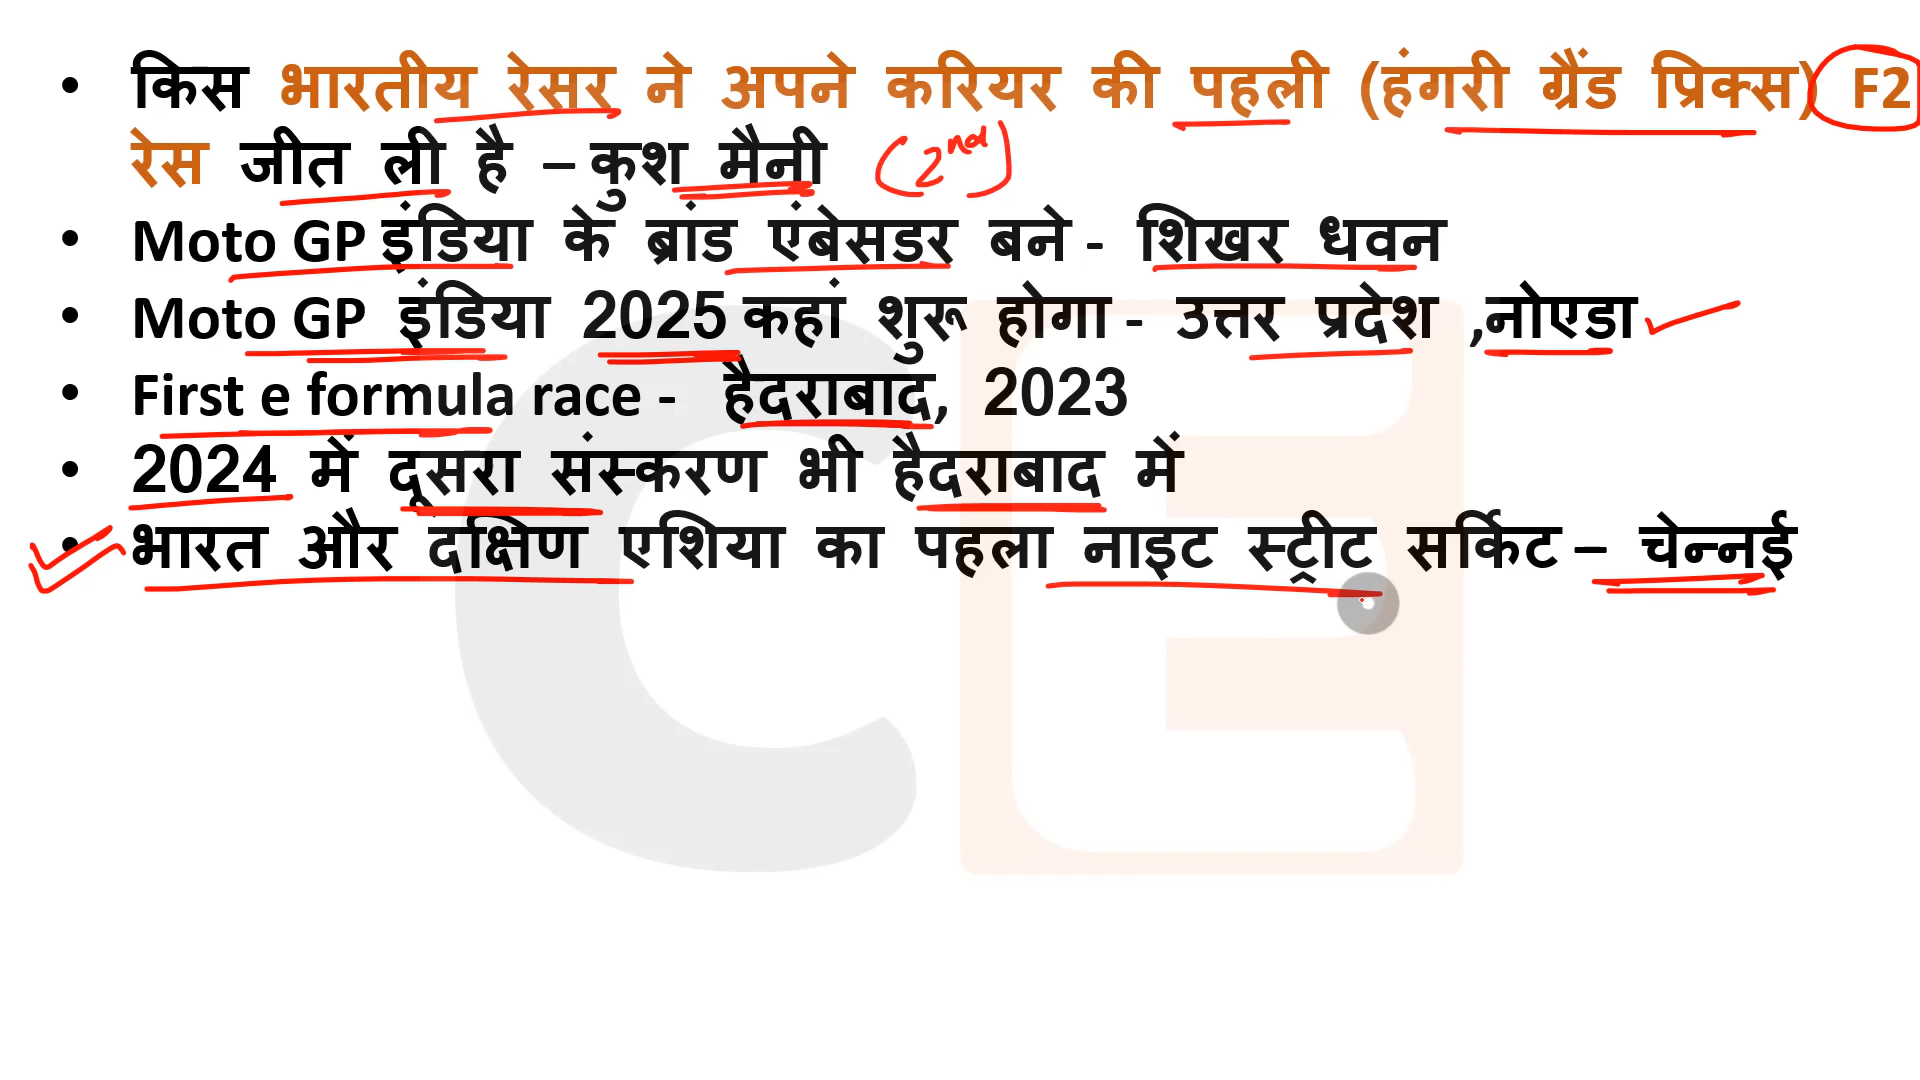 • किस भारतीय रेसर ने अपने करियर की पहली (हंगरी ग्रैंड प्रिक्स) F2
रेस जीत ली है – कुश मैनी (2nd)
• Moto GP इंडिया के ब्रांड एंबेसडर बने - शिखर धवन
• Moto GP इंडिया 2025 कहां शुरू होगा - उत्तर प्रदेश ,नोएडा
• First e formula race - हैदराबाद, 2023
• 2024 में दूसरा संस्करण भी हैदराबाद में
• भारत और दक्षिण एशिया का पहला नाइट स्ट्रीट सर्किट – चेन्नई